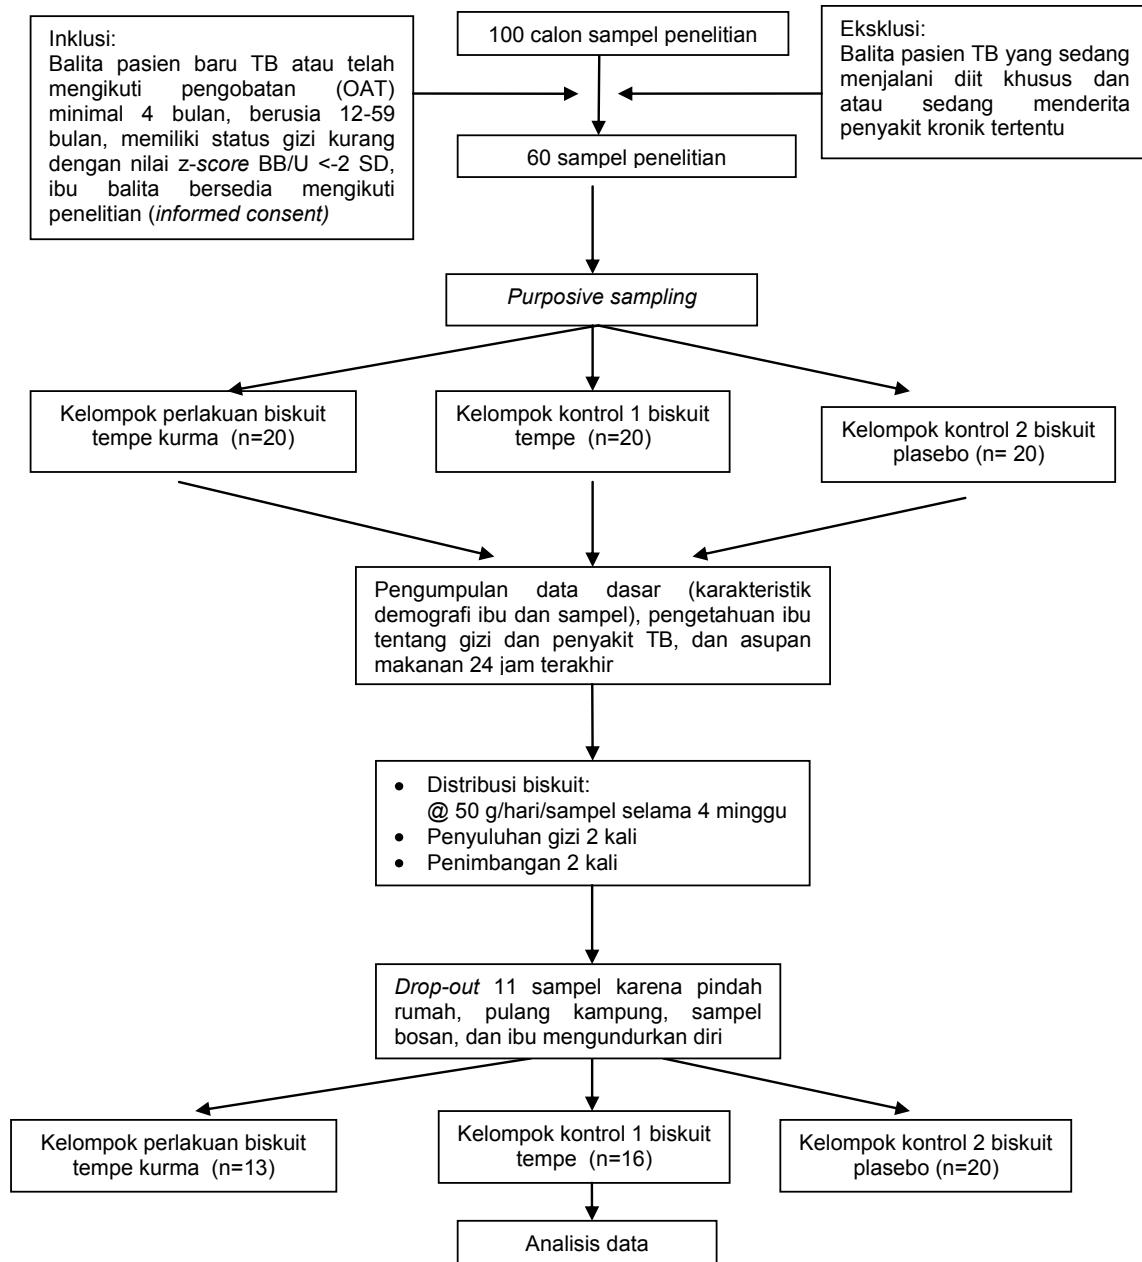 Inklusi:
Balita pasien baru TB atau telah
mengikuti pengobatan (OAT)
minimal 4 bulan, berusia 12-59
bulan, memiliki status gizi kurang
dengan nilai z-score BB/U <-2 SD,
ibu balita bersedia mengikuti
penelitian (informed consent)
100 calon sampel penelitian
Eksklusi:
Balita pasien TB yang sedang
menjalani diit khusus dan
atau sedang menderita
penyakit kronik tertentu
60 sampel penelitian
Purposive sampling
Kelompok perlakuan biskuit
tempe kurma (n=20)
Kelompok kontrol 1 biskuit
tempe (n=20)
Kelompok kontrol 2 biskuit
plasebo (n= 20)
Pengumpulan data dasar (karakteristik
demografi ibu dan sampel), pengetahuan ibu
tentang gizi dan penyakit TB, dan asupan
makanan 24 jam terakhir
• Distribusi biskuit:
@ 50 g/hari/sampel selama 4 minggu
• Penyuluhan gizi 2 kali
• Penimbangan 2 kali
Drop-out 11 sampel karena pindah
rumah, pulang kampung, sampel
bosan, dan ibu mengundurkan diri
Kelompok perlakuan biskuit
tempe kurma (n=13)
Kelompok kontrol 1 biskuit
tempe (n=16)
Kelompok kontrol 2 biskuit
plasebo (n=20)
Analisis data